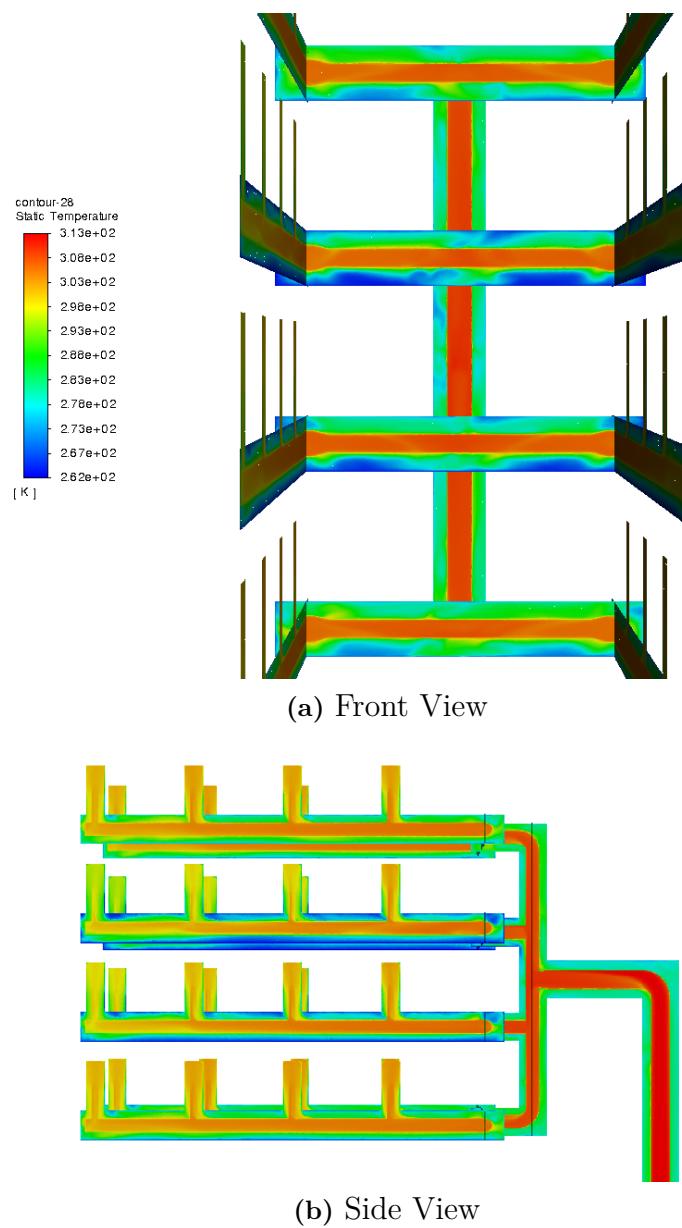 contour-28
Static Temperature
3.13e+02
3.08e+02
3.03e+02
2.98e+02
2.93e+02
2.88e+02
2.83e+02
2.78e+02
2.73e+02
2.67e+02
2.62e+02
[ K ]
(a) Front View
(b) Side View